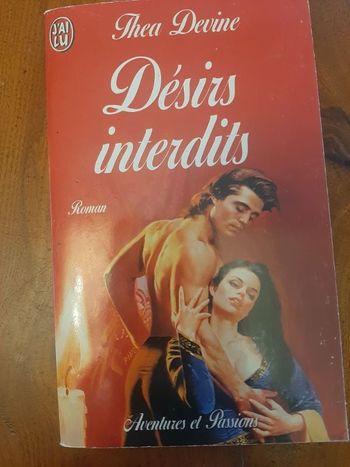 J'AI
LU
Thea Devine
Désirs
interdits
Roman
Aventures et Passions